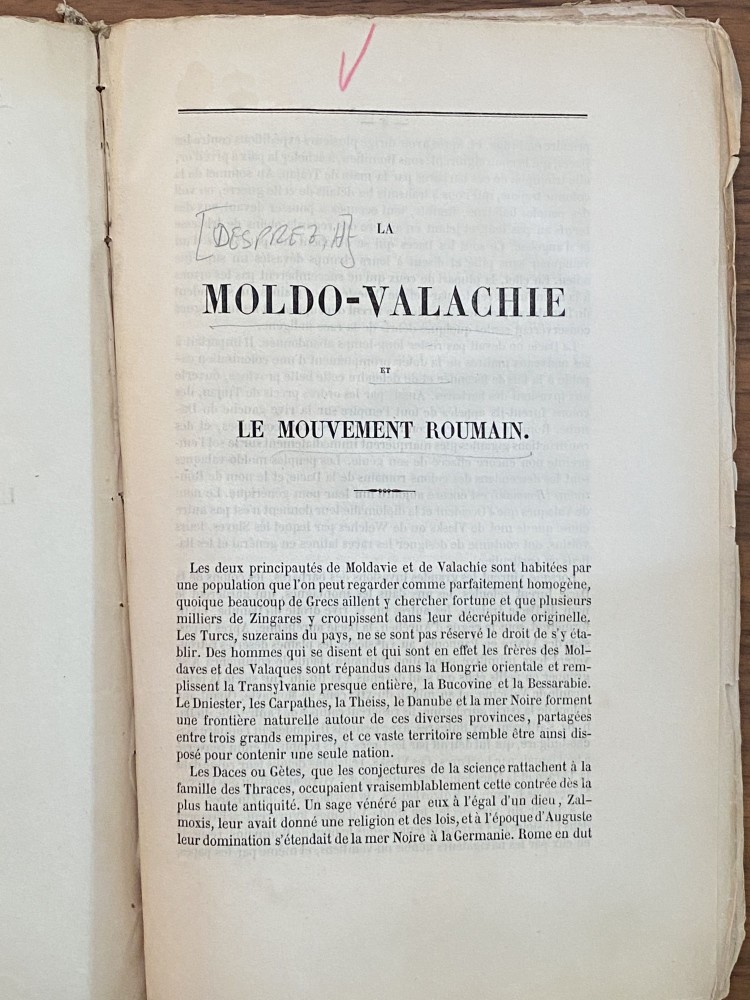 LA
[DESPREZ, H]
MOLDO-VALACHIE
ET
LE MOUVEMENT ROUMAIN.
Les deux principautés de Moldavie et de Valachie sont habitées par
une population que l'on peut regarder comme parfaitement homogène,
quoique beaucoup de Grecs aillent y chercher fortune et que plusieurs
milliers de Zingares y croupissent dans leur décrépitude originelle.
Les Turcs, suzerains du pays, ne se sont pas réservé le droit de s'y éta-
blir. Des hommes qui se disent et qui sont en effet les frères des Mol-
daves et des Valaques sont répandus dans la Hongrie orientale et rem-
plissent la Transylvanie presque entière, la Bucovine et la Bessarabie.
Le Dniester, les Carpathes, la Theiss, le Danube et la mer Noire forment
une frontière naturelle autour de ces diverses provinces, partagées
entre trois grands empires, et ce vaste territoire semble être ainsi dis-
posé pour contenir une seule nation.
Les Daces ou Gètes, que les conjectures de la science rattachent à la
famille des Thraces, occupaient vraisemblablement cette contrée dès la
plus haute antiquité. Un sage vénéré par eux à l'égal d'un dieu, Zal-
moxis, leur avait donné une religion et des lois, et à l'époque d'Auguste
leur domination s'étendait de la mer Noire à la Germanie. Rome en dut